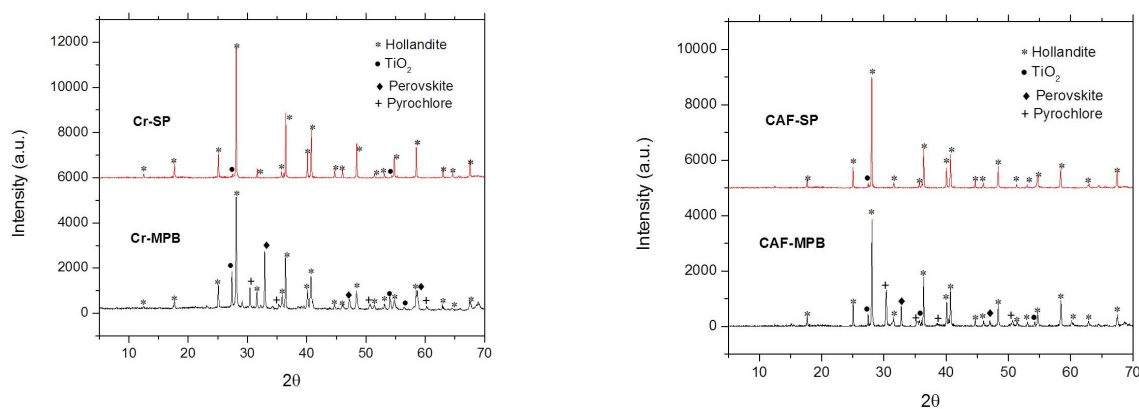 12000
10000
8000
6000
4000
2000
0
Intensity (a.u.)
* Hollandite
● TiO₂
◆ Perovskite
+ Pyrochlore
Cr-SP
Cr-MPB
10 20 30 40 50 60 70
2θ
10000
8000
6000
4000
2000
0
Intensity (a.u.)
* Hollandite
● TiO₂
◆ Perovskite
+ Pyrochlore
CAF-SP
CAF-MPB
10 20 30 40 50 60 70
2θ